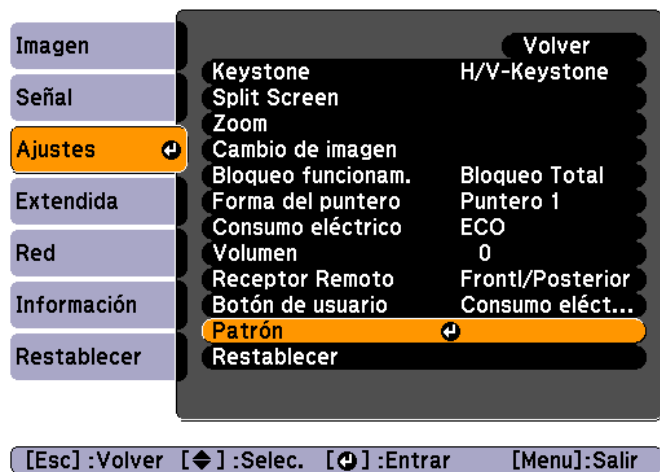 Imagen
Señal
Ajustes
Extendida
Red
Información
Restablecer
Volver
Keystone H/V-Keystone
Split Screen
Zoom
Cambio de imagen
Bloqueo funcionam. Bloqueo Total
Forma del puntero Puntero 1
Consumo eléctrico ECO
Volumen 0
Receptor Remoto Frontl/Posterior
Botón de usuario Consumo eléct...
Patrón
Restablecer
[Esc] :Volver [◆] :Selec. [↲] :Entrar [Menu]:Salir